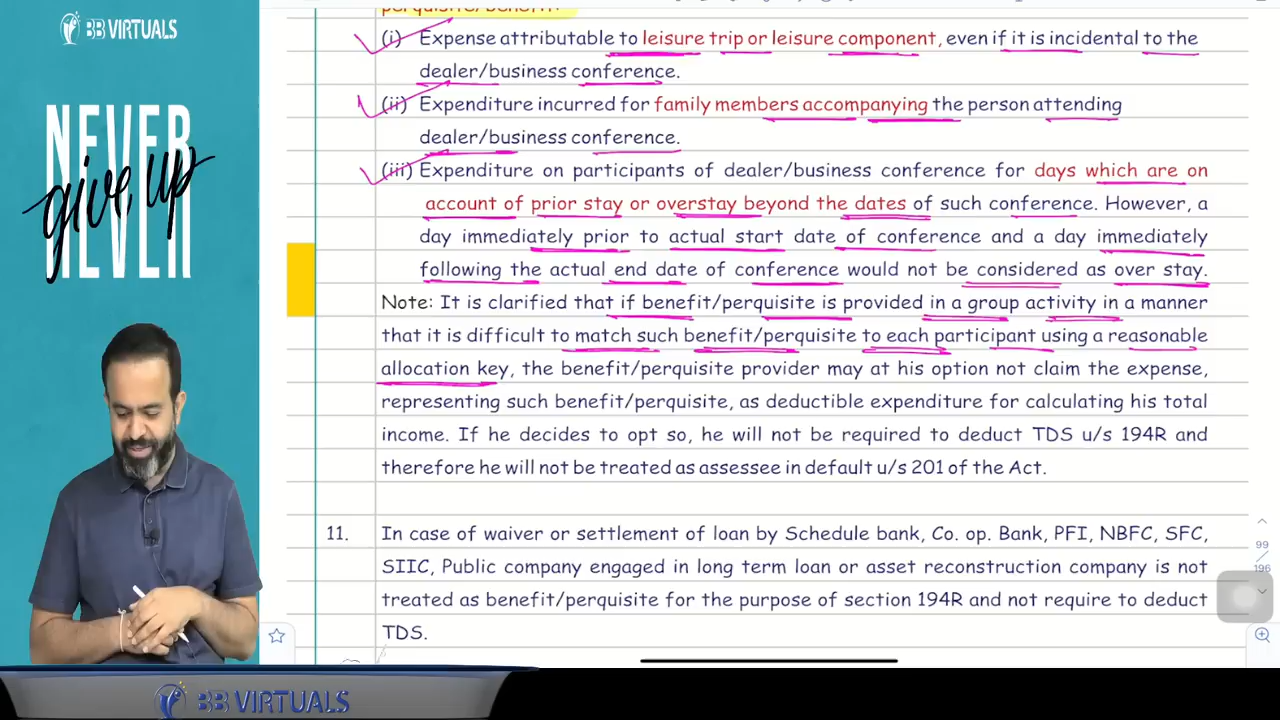 BB VIRTUALS
NEVER
give up
NEVER
perquisite/benefit:
(i) Expense attributable to leisure trip or leisure component, even if it is incidental to the
dealer/business conference.
(ii) Expenditure incurred for family members accompanying the person attending
dealer/business conference.
(iii) Expenditure on participants of dealer/business conference for days which are on
account of prior stay or overstay beyond the dates of such conference. However, a
day immediately prior to actual start date of conference and a day immediately
following the actual end date of conference would not be considered as over stay.
Note: It is clarified that if benefit/perquisite is provided in a group activity in a manner
that it is difficult to match such benefit/perquisite to each participant using a reasonable
allocation key, the benefit/perquisite provider may at his option not claim the expense,
representing such benefit/perquisite, as deductible expenditure for calculating his total
income. If he decides to opt so, he will not be required to deduct TDS u/s 194R and
therefore he will not be treated as assessee in default u/s 201 of the Act.
11. In case of waiver or settlement of loan by Schedule bank, Co. op. Bank, PFI, NBFC, SFC,
SIIC, Public company engaged in long term loan or asset reconstruction company is not
treated as benefit/perquisite for the purpose of section 194R and not require to deduct
TDS.
99
196
BB VIRTUALS